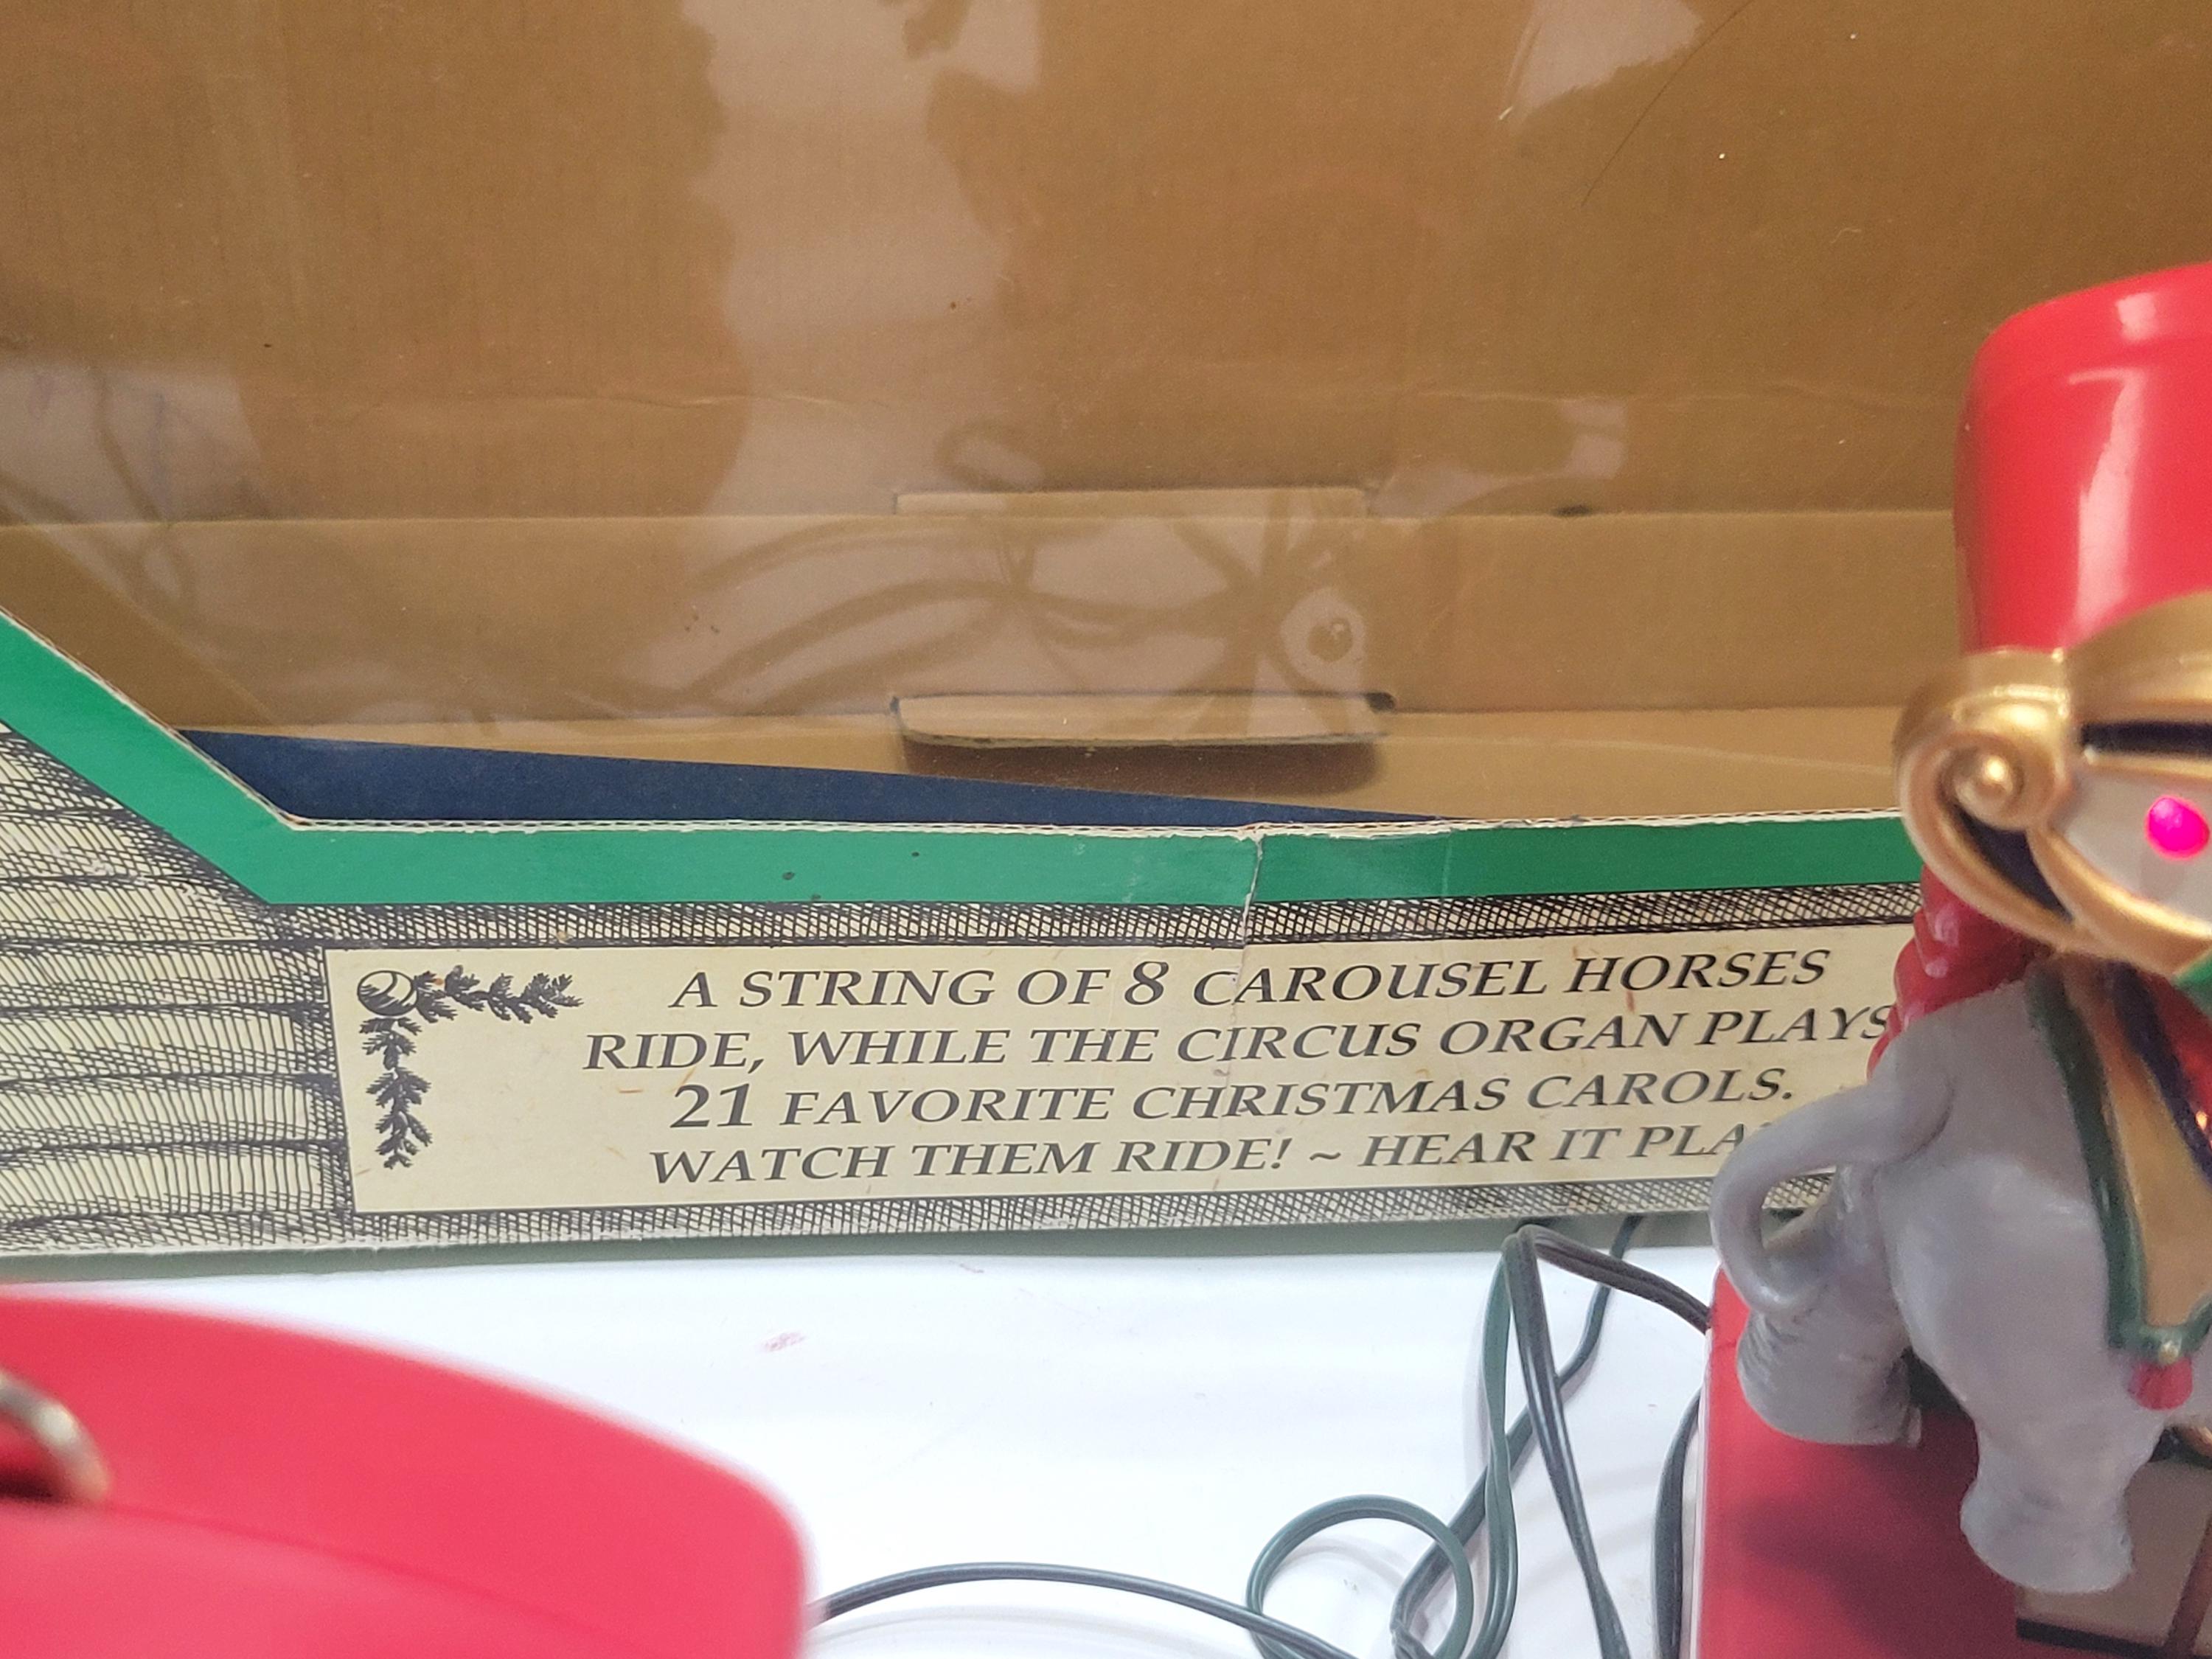 A STRING OF 8 CAROUSEL HORSES
RIDE, WHILE THE CIRCUS ORGAN PLAYS
21 FAVORITE CHRISTMAS CAROLS.
WATCH THEM RIDE! ~ HEAR IT